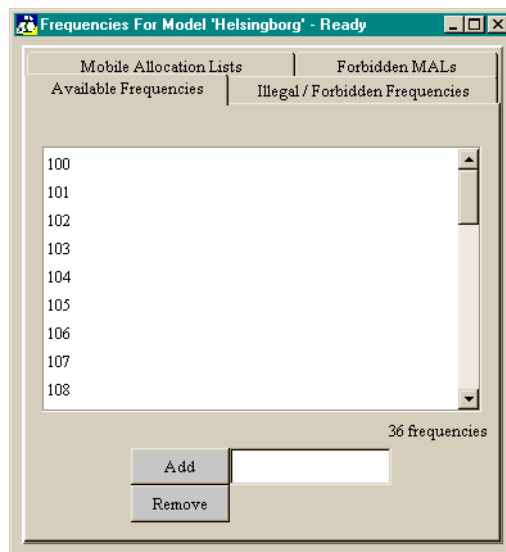 Frequencies For Model 'Helsingborg' - Ready
Mobile Allocation Lists Forbidden MALs
Available Frequencies Illegal / Forbidden Frequencies
100
101
102
103
104
105
106
107
108
36 frequencies
Add
Remove